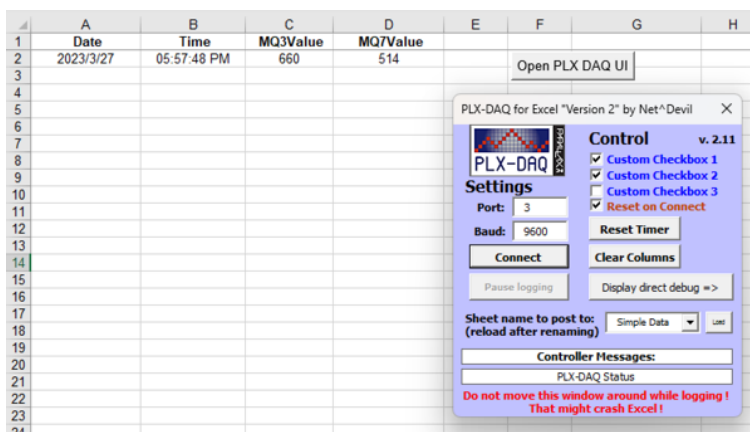 A B C D E F G H
1 Date Time MQ3Value MQ7Value
2 2023/3/27 05:57:48 PM 660 514
Open PLX DAQ UI
3
4
5
6
7
8
9
10
11
12
13
14
15
16
17
18
19
20
21
22
23
24
PLX-DAQ for Excel "Version 2" by Net^Devil
PLX-DAQ
PARALLAX
Control v. 2.11
Custom Checkbox 1
Custom Checkbox 2
Custom Checkbox 3
Reset on Connect
Settings
Port: 3
Baud: 9600
Reset Timer
Connect
Clear Columns
Pause logging
Display direct debug =>
Sheet name to post to:
(reload after renaming)
Simple Data
Load
Controller Messages:
PLX-DAQ Status
Do not move this window around while logging !
That might crash Excel !